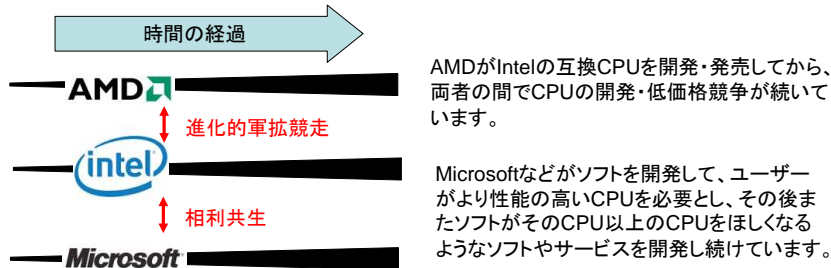 時間の経過
AMD
AMDがIntelの互換CPUを開発・発売してから、
両者の間でCPUの開発・低価格競争が続いて
います。
進化的軍拡競走
intel
Microsoftなどがソフトを開発して、ユーザー
がより性能の高いCPUを必要とし、その後ま
たソフトがそのCPU以上のCPUをほしくなる
ようなソフトやサービスを開発し続けています。
相利共生
Microsoft